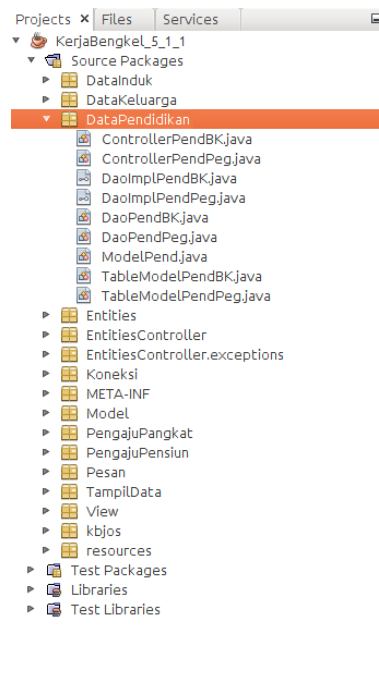 Projects × Files Services
KerjaBengkel_5_1_1
Source Packages
DataInduk
DataKeluarga
DataPendidikan
ControllerPendBK.java
ControllerPendPeg.java
DaoImplPendBK.java
DaoImplPendPeg.java
DaoPendBK.java
DaoPendPeg.java
ModelPend.java
TableModelPendBK.java
TableModelPendPeg.java
Entities
EntitiesController
EntitiesController.exceptions
Koneksi
META-INF
Model
PengajuPangkat
PengajuPensiun
Pesan
TampilData
View
kbjos
resources
Test Packages
Libraries
Test Libraries